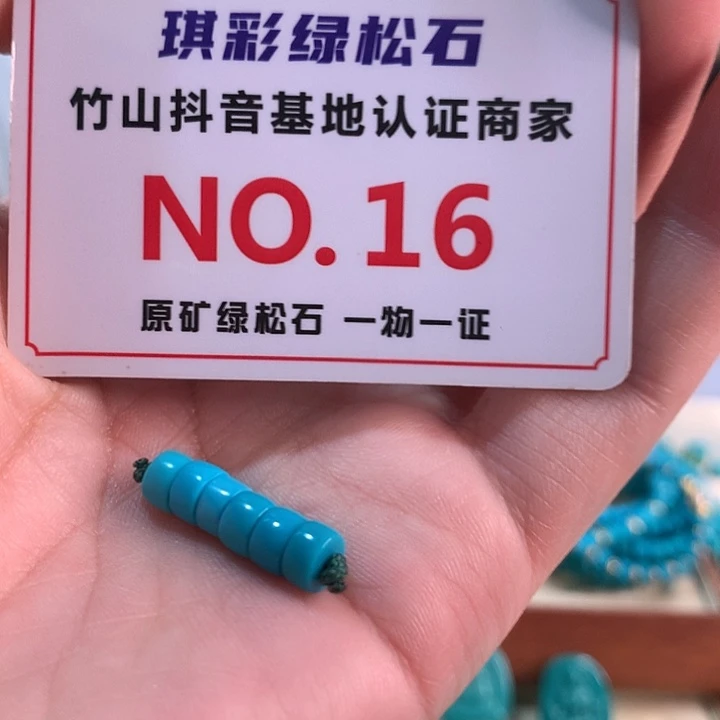 琪彩绿松石
竹山抖音基地认证商家
NO.16
原矿绿松石 一物一证